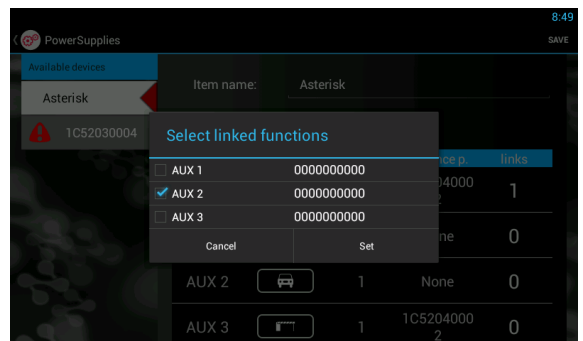 8:49
PowerSupplies
SAVE
Available devices
Item name: Asterisk
Asterisk
1C52030004
Select linked functions
ice p. links
AUX 1 0000000000
04000
2
1
AUX 2 0000000000
AUX 3 0000000000
ne 0
Cancel Set
AUX 2 1 None 0
AUX 3 1 1C5204000
2
0